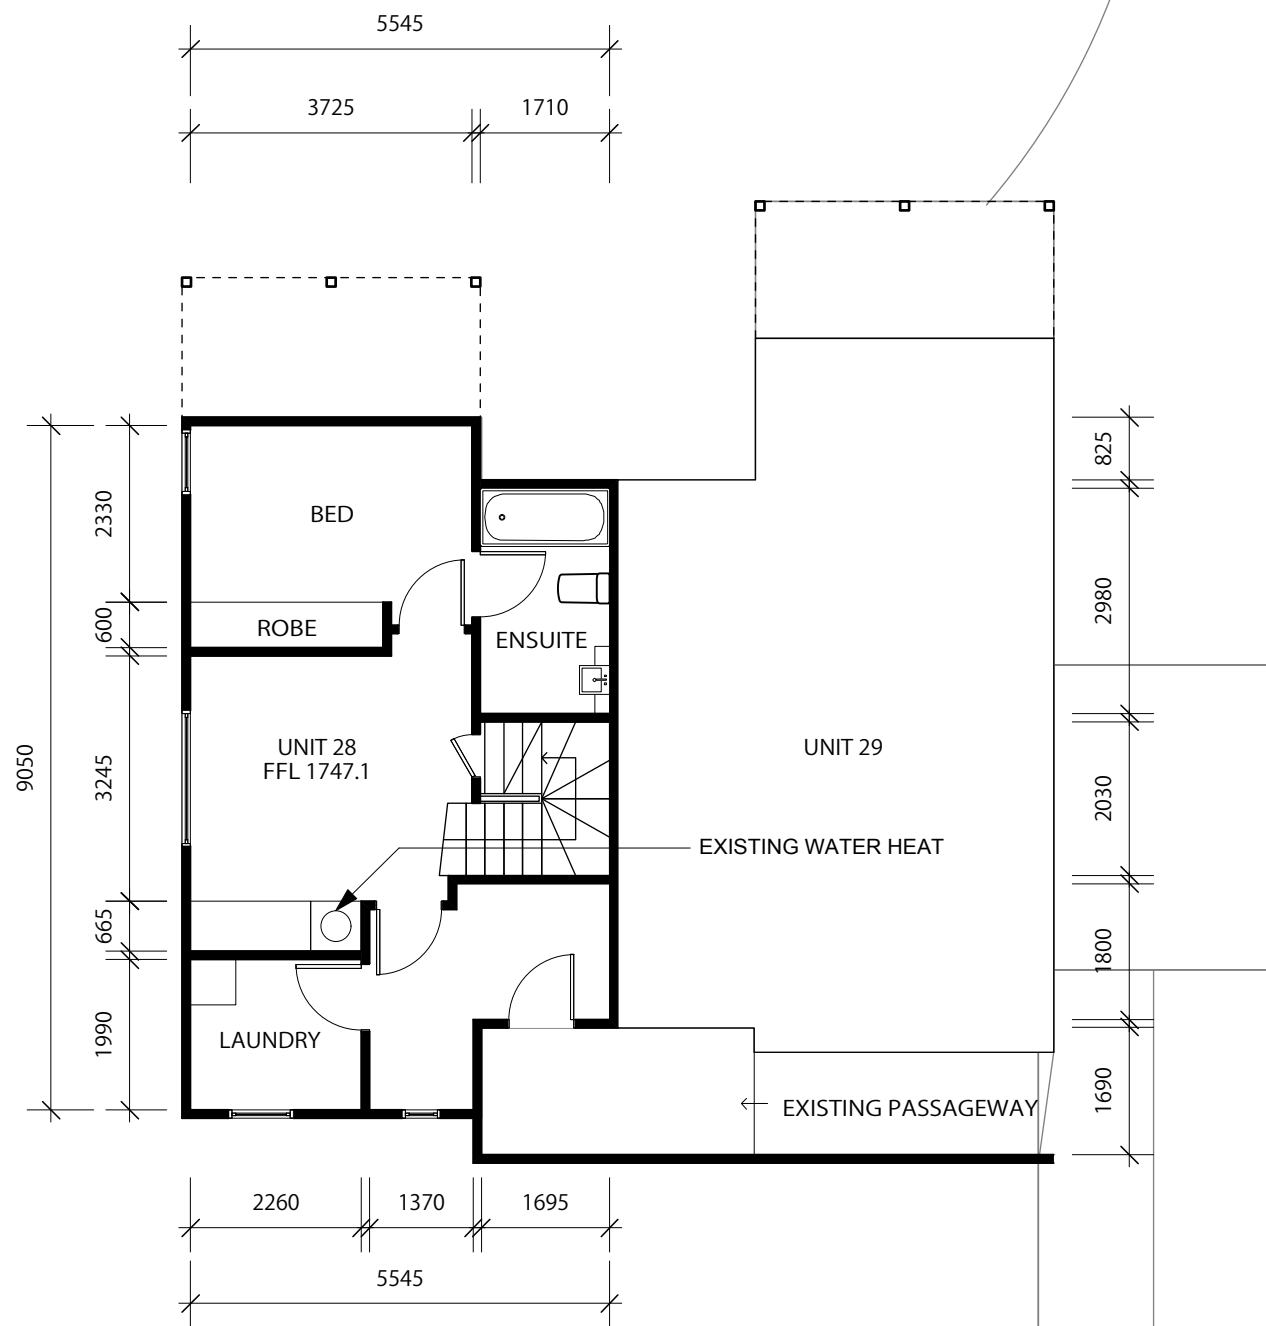 5545
3725
1710
825
2330
BED
2980
600
ROBE
ENSUITE
9050
3245
UNIT 28
FFL 1747.1
UNIT 29
2030
EXISTING WATER HEAT
665
1800
1990
LAUNDRY
1690
EXISTING PASSAGEWAY
2260
1370
1695
5545